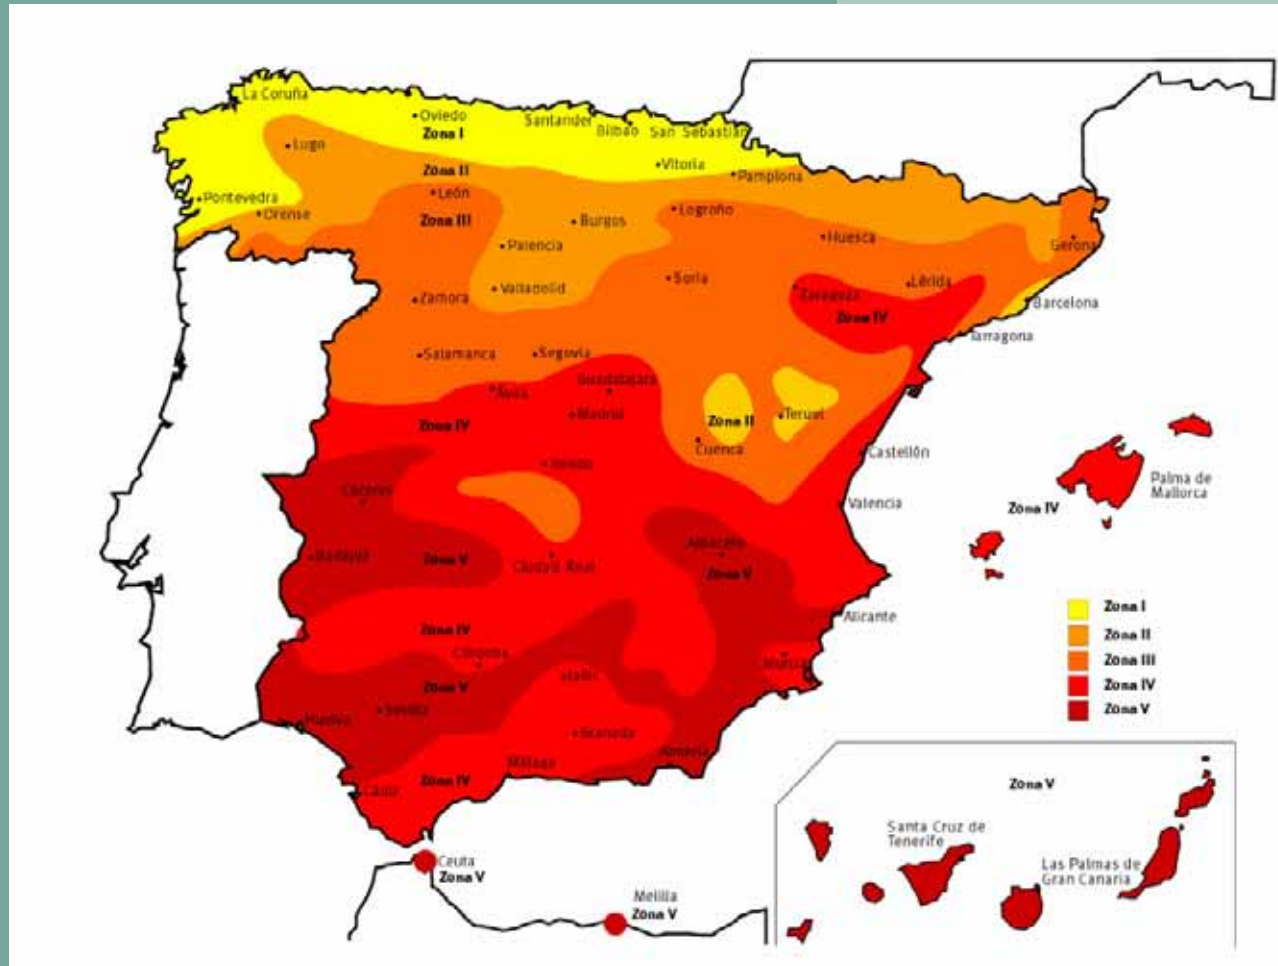 La Coruña
Oviedo
Santander
Bilbao
San Sebastián
Zona I
Lugo
Vitoria
Zona II
Pamplona
León
Pontevedra
Logroño
Orense
Zona III
Burgos
Huesca
Palencia
Gerona
Soria
Lérida
Valladolid
Zaragoza
Zamora
Barcelona
Zona IV
Tarragona
Salamanca
Segovia
Guadalajara
Ávila
Madrid
Zona II
Teruel
Zona IV
Cuenca
Castellón
Toledo
Palma de
Mallorca
Cáceres
Valencia
Zona IV
Albacete
Badajoz
Zona V
Ciudad Real
Zona V
Zona I
Alicante
Zona IV
Zona II
Córdoba
Zona III
Murcia
Jaén
Zona IV
Zona V
Sevilla
Zona V
Huelva
Granada
Almería
Málaga
Zona IV
Cádiz
Zona V
Santa Cruz de
Tenerife
Ceuta
Zona V
Las Palmas de
Gran Canaria
Melilla
Zona V